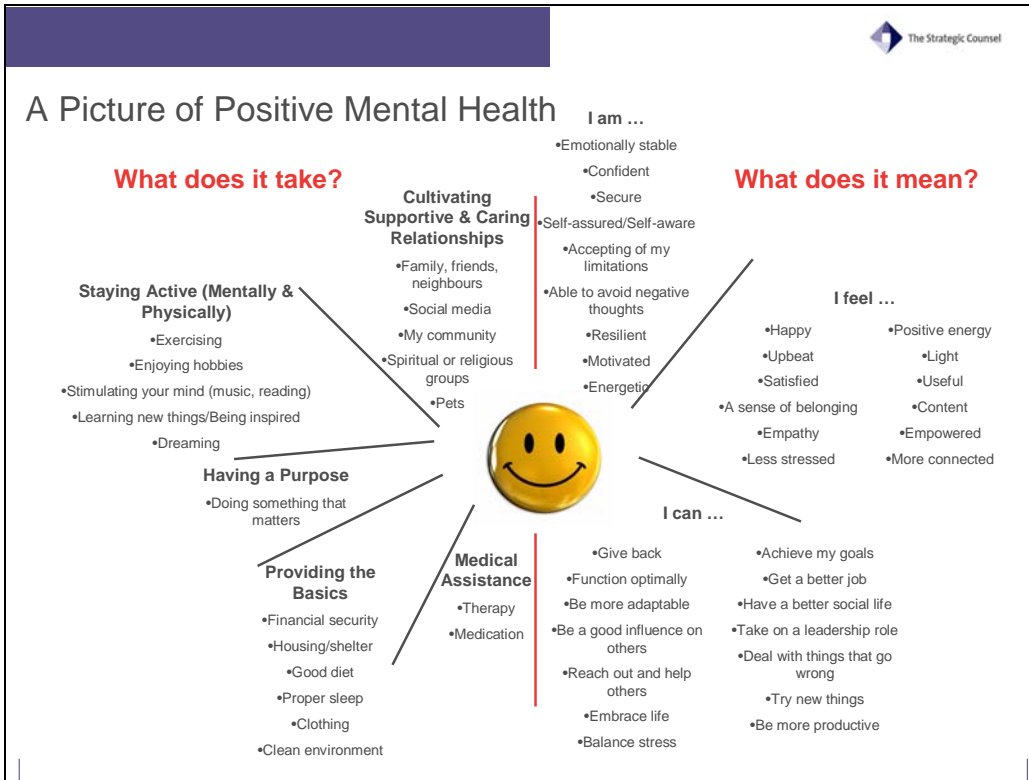 The Strategic Counsel
A Picture of Positive Mental Health
What does it take?
Cultivating
Supportive & Caring
Relationships
•Family, friends,
neighbours
•Social media
•My community
•Spiritual or religious
groups
•Pets
Staying Active (Mentally &
Physically)
•Exercising
•Enjoying hobbies
•Stimulating your mind (music, reading)
•Learning new things/Being inspired
•Dreaming
Having a Purpose
•Doing something that
matters
Providing the
Basics
•Financial security
•Housing/shelter
•Good diet
•Proper sleep
•Clothing
•Clean environment
Medical
Assistance
•Therapy
•Medication
What does it mean?
I am …
•Emotionally stable
•Confident
•Secure
•Self-assured/Self-aware
•Accepting of my
limitations
•Able to avoid negative
thoughts
•Resilient
•Motivated
•Energetic
I feel …
•Happy
•Upbeat
•Satisfied
•A sense of belonging
•Empathy
•Less stressed
•Positive energy
•Light
•Useful
•Content
•Empowered
•More connected
I can …
•Give back
•Function optimally
•Be more adaptable
•Be a good influence on
others
•Reach out and help
others
•Embrace life
•Balance stress
•Achieve my goals
•Get a better job
•Have a better social life
•Take on a leadership role
•Deal with things that go
wrong
•Try new things
•Be more productive